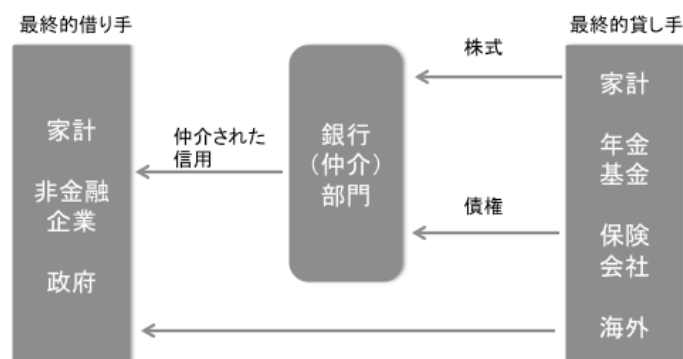 最終的借り手
家計
非金融
企業
政府
仲介された
信用
銀行
（仲介）
部門
株式
債権
最終的貸し手
家計
年金
基金
保険
会社
海外